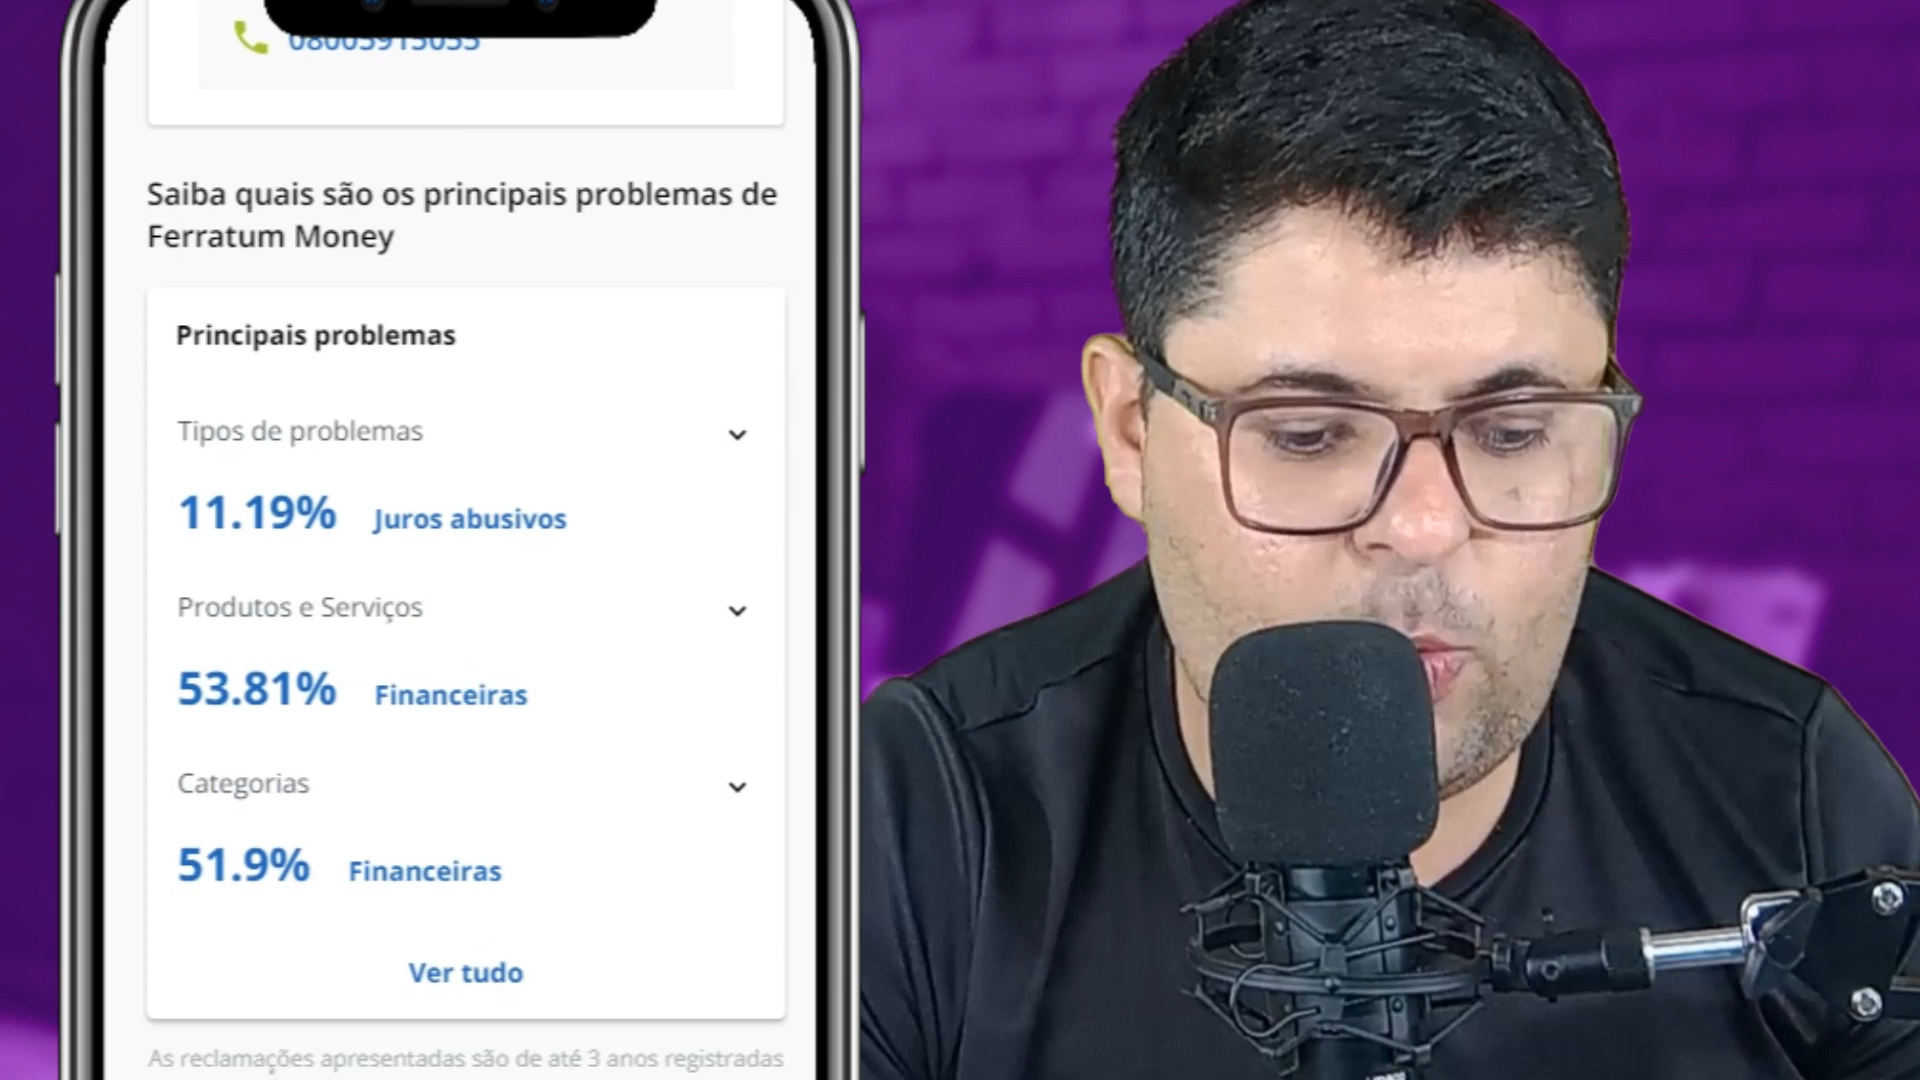 Saiba quais são os principais problemas de
Ferratum Money
Principais problemas
Tipos de problemas
11.19% Juros abusivos
Produtos e Serviços
53.81% Financeiras
Categorias
51.9% Financeiras
Ver tudo
As reclamações apresentadas são de até 3 anos registradas